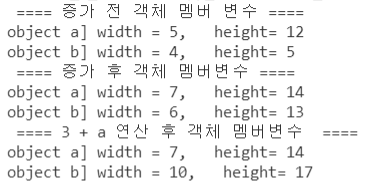 ==== 증가 전 객체 멤버 변수 ====
object a] width = 5,   height= 12
object b] width = 4,   height= 5
==== 증가 후 객체 멤버변수 ====
object a] width = 7,   height= 14
object b] width = 6,   height= 13
==== 3 + a 연산 후 객체 멤버변수  ====
object a] width = 7,   height= 14
object b] width = 10,   height= 17